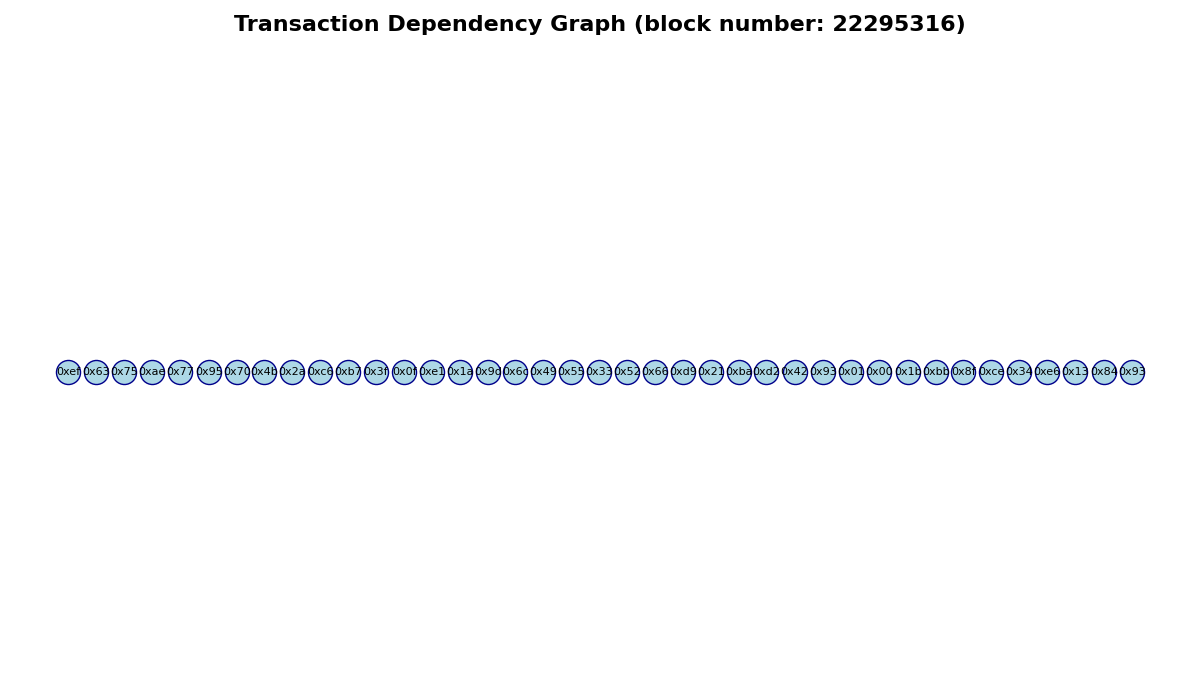 Transaction Dependency Graph (block number: 22295316)
0xef 0x63 0x75 0xae 0x77 0x95 0x70 0x4b 0x2a 0xc6 0xb7 0x3f 0x0f 0xe1 0x1a 0x9d 0x6c 0x49 0x55 0x33 0x52 0x66 0xd9 0x21 0xba 0xd2 0x42 0x93 0x01 0x00 0x1b 0xbb 0x8f 0xce 0x34 0xe6 0x13 0x84 0x93